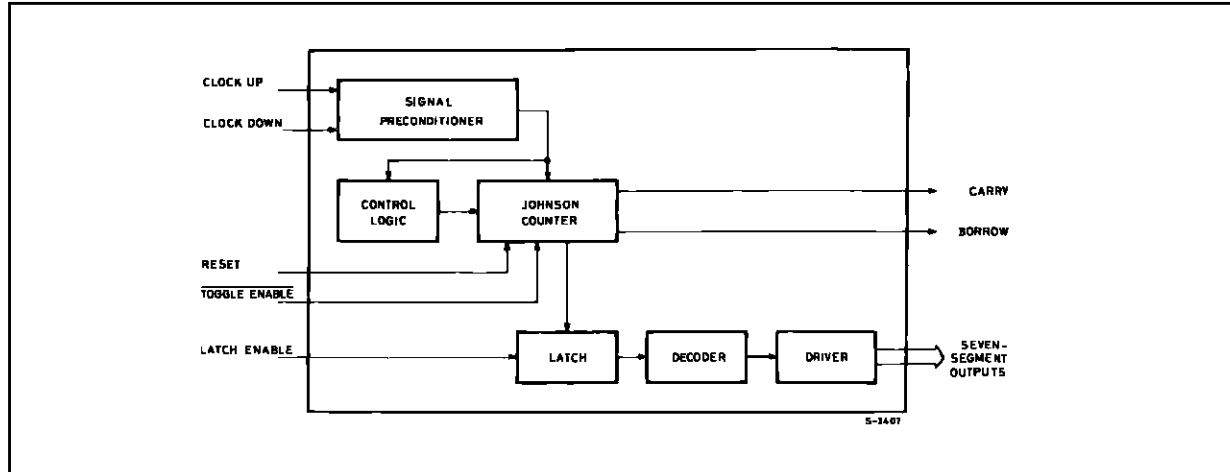 CLOCK UP
CLOCK DOWN
SIGNAL
PRECONDITIONER
CONTROL
LOGIC
JOHNSON
COUNTER
CARRY
BORROW
RESET
TOGGLE ENABLE
LATCH ENABLE
LATCH
DECODER
DRIVER
SEVEN-
SEGMENT
OUTPUTS
S-3407